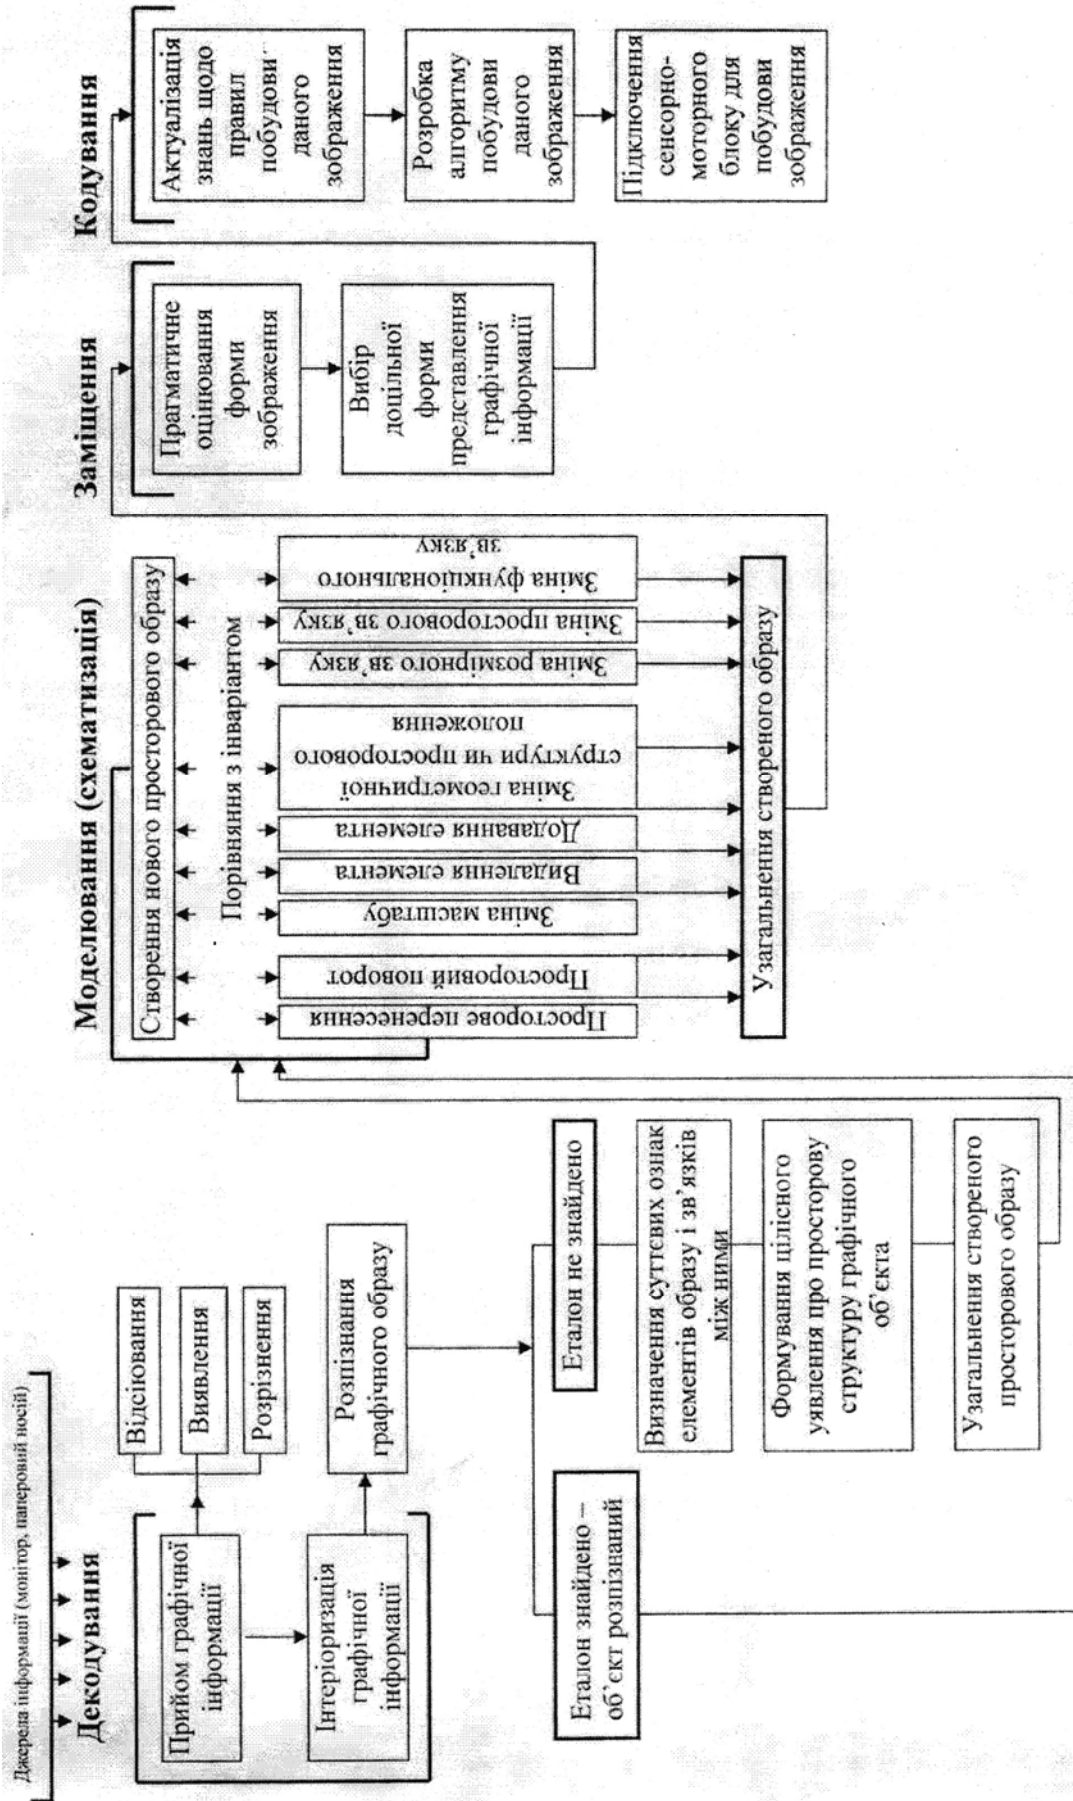 Джерела інформації (монітор, паперовий носій)
Декодування
Прийом графічної
інформації
Інтеріоризація
графічної
інформації
Відсіювання
Виявлення
Розрізнення
Розпізнання
графічного образу
Еталон знайдено –
об’єкт розпізнаний
Еталон не знайдено
Визначення суттєвих ознак
елементів образу і зв’язків
між ними
Формування цілісного
уявлення про просторову
структуру графічного
об’єкта
Узагальнення створеного
просторового образу
Моделювання (схематизація)
Створення нового просторового образу
Порівняння з інваріантом
Просторове перенесення
Просторовий поворот
Зміна масштабу
Видалення елемента
Додавання елемента
Зміна геометричної
структури чи просторового
положення
Зміна розмірного зв’язку
Зміна просторового зв’язку
Зміна функціонального
зв’язку
Узагальнення створеного образу
Заміщення
Прагматичне
оцінювання
форми
зображення
Вибір
доцільної
форми
представлення
графічної
інформації
Кодування
Актуалізація
знань щодо
правил
побудови
даного
зображення
Розробка
алгоритму
побудови
даного
зображення
Підключення
сенсорно-
моторного
блоку для
побудови
зображення